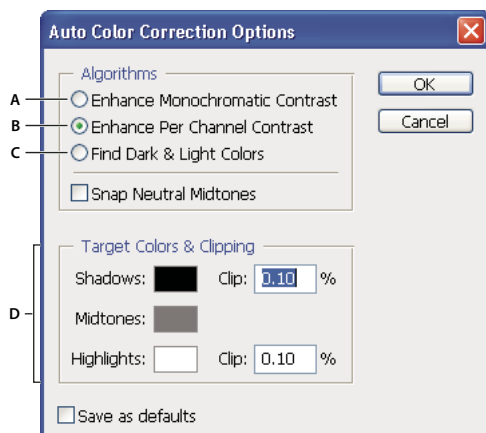 Auto Color Correction Options
Algorithms
OK
A
Enhance Monochromatic Contrast
B
Enhance Per Channel Contrast
Cancel
C
Find Dark & Light Colors
Snap Neutral Midtones
Target Colors & Clipping
Shadows: Clip: 0.10 %
D
Midtones:
Highlights: Clip: 0.10 %
Save as defaults